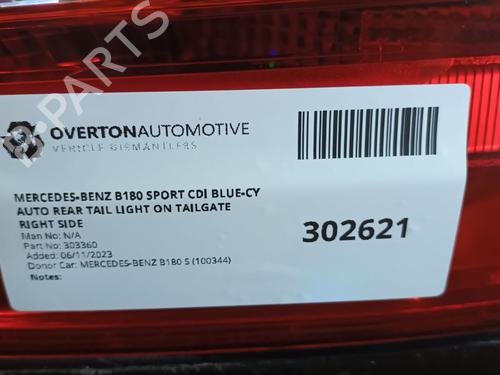 OVERTONAUTOMOTIVE
VEHICLE DISMANTLERS
MERCEDES-BENZ B180 SPORT CDI BLUE-CY
AUTO REAR TAIL LIGHT ON TAILGATE
RIGHT SIDE
Man No: N/A
Part No: 303360
Added: 06/11/2023
Donor Car: MERCEDES-BENZ B180 S (100344)
Notes:
302621
B-PARTS